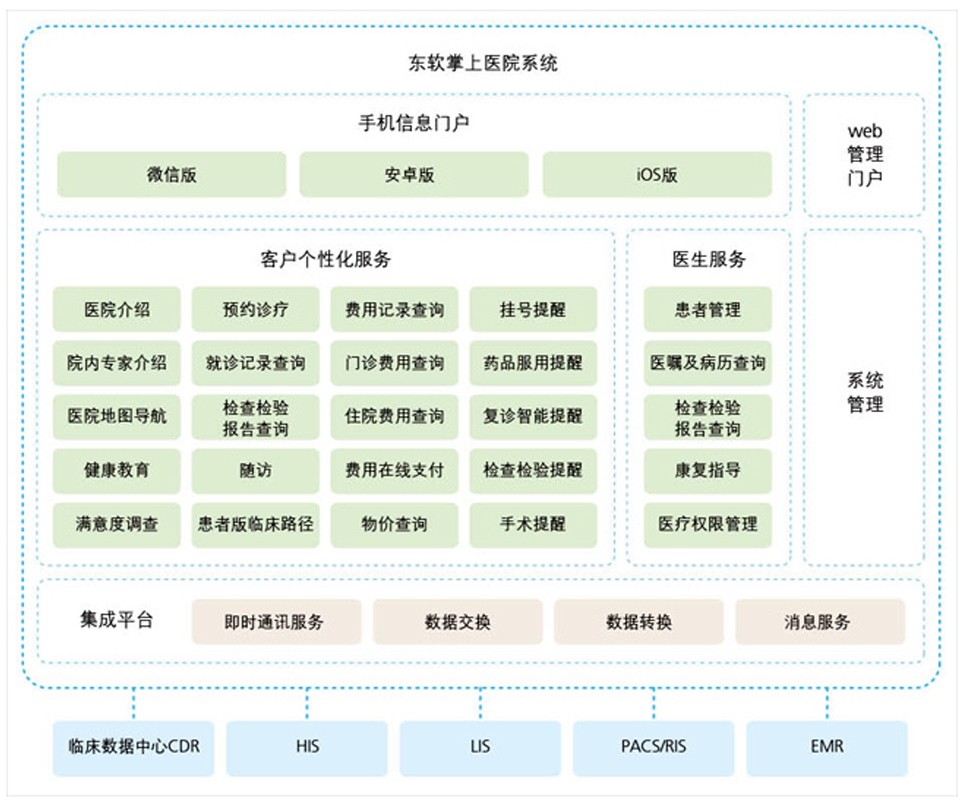 东软掌上医院系统
手机信息门户
微信版
安卓版
iOS版
web
管理
门户
客户个性化服务
医院介绍
预约诊疗
费用记录查询
挂号提醒
院内专家介绍
就诊记录查询
门诊费用查询
药品服用提醒
医院地图导航
检查检验
报告查询
住院费用查询
复诊智能提醒
健康教育
随访
费用在线支付
检查检验提醒
满意度调查
患者版临床路径
物价查询
手术提醒
医生服务
患者管理
医嘱及病历查询
检查检验
报告查询
康复指导
医疗权限管理
系统
管理
集成平台
即时通讯服务
数据交换
数据转换
消息服务
临床数据中心CDR
HIS
LIS
PACS/RIS
EMR